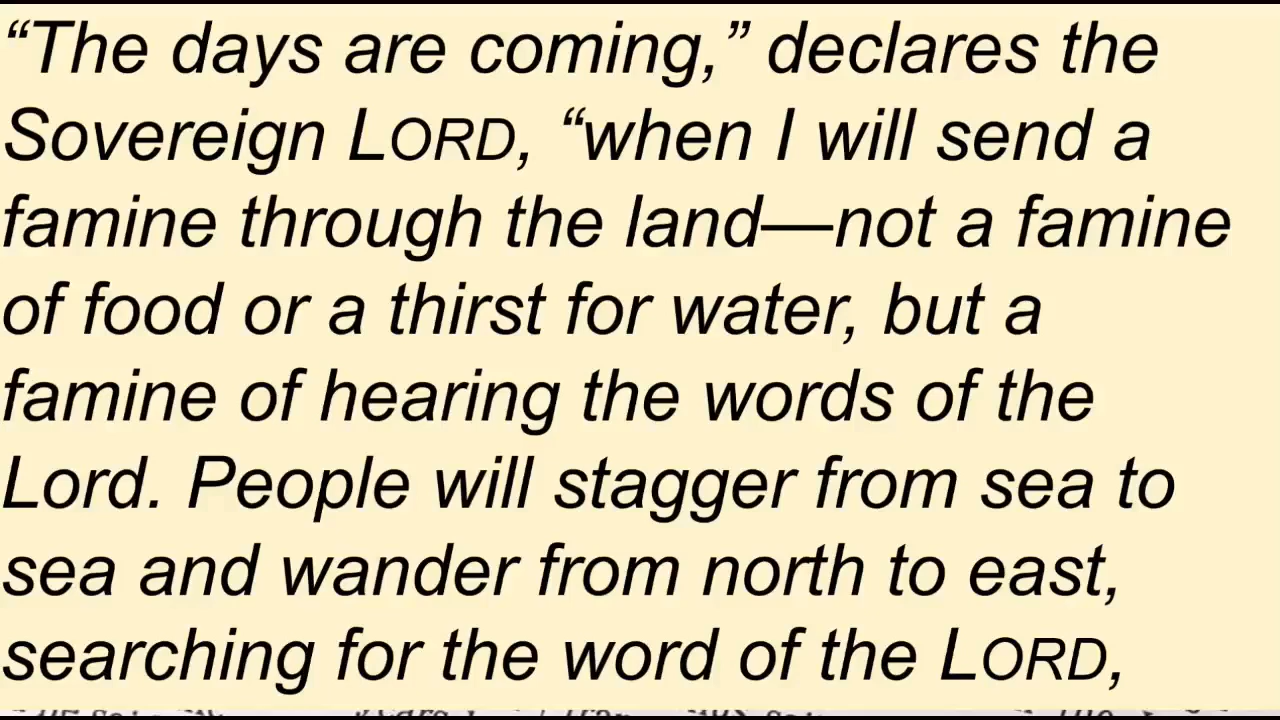 “The days are coming,” declares the
Sovereign LORD, “when I will send a
famine through the land—not a famine
of food or a thirst for water, but a
famine of hearing the words of the
Lord. People will stagger from sea to
sea and wander from north to east,
searching for the word of the LORD,